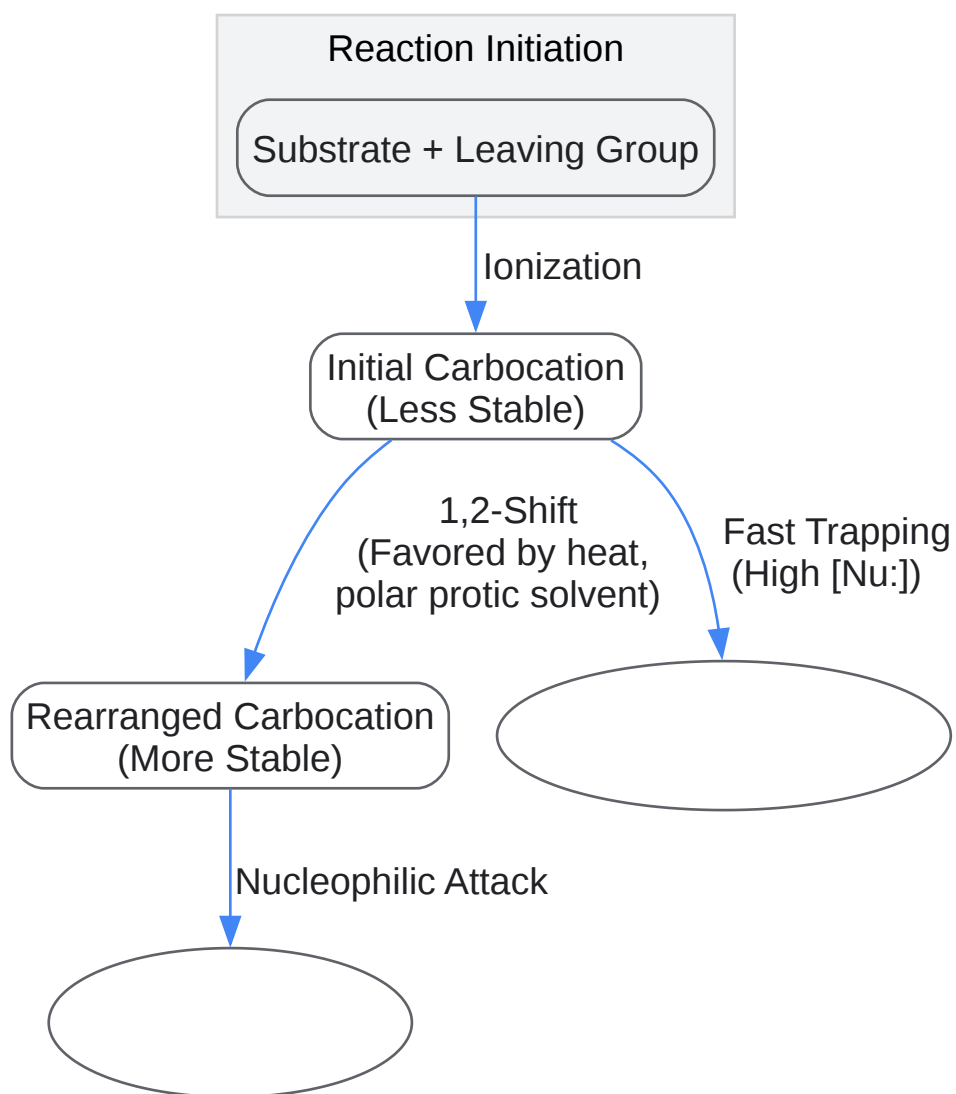 Reaction Initiation
Substrate + Leaving Group
Ionization
Initial Carbocation
(Less Stable)
1,2-Shift
(Favored by heat,
polar protic solvent)
Fast Trapping
(High [Nu:])
Rearranged Carbocation
(More Stable)
Nucleophilic Attack